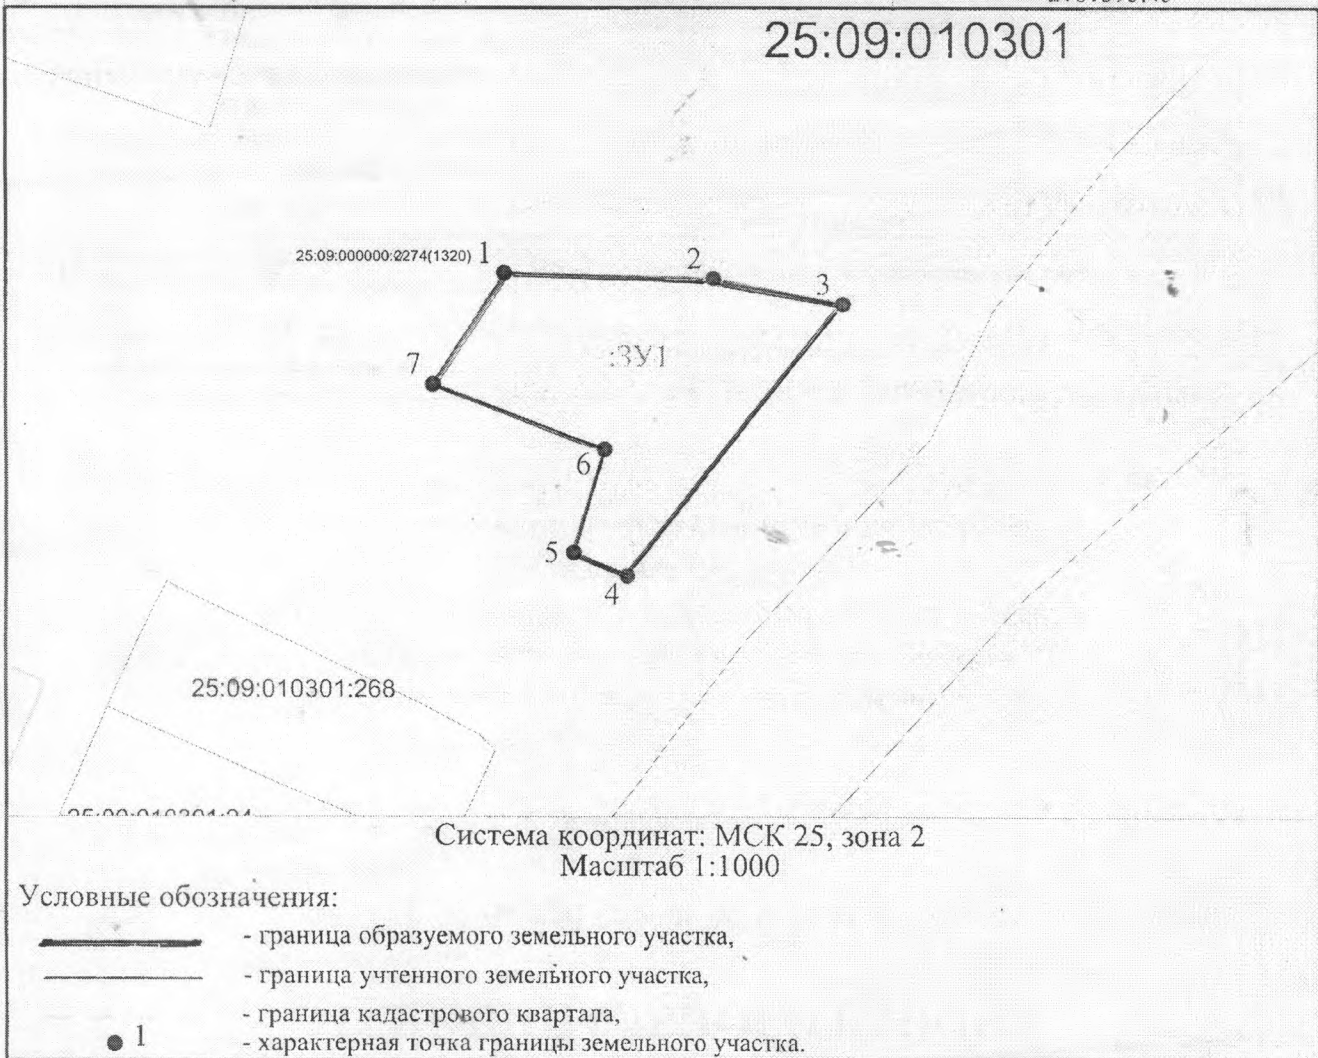 25:09:010301
25:09:000000:2274(1320)
1
2
3
:ЗУ1
7
6
5
4
25:09:010301:268
Система координат: МСК 25, зона 2
Масштаб 1:1000
Условные обозначения:
- граница образуемого земельного участка,
- граница учтенного земельного участка,
- граница кадастрового квартала,
1 - характерная точка границы земельного участка.